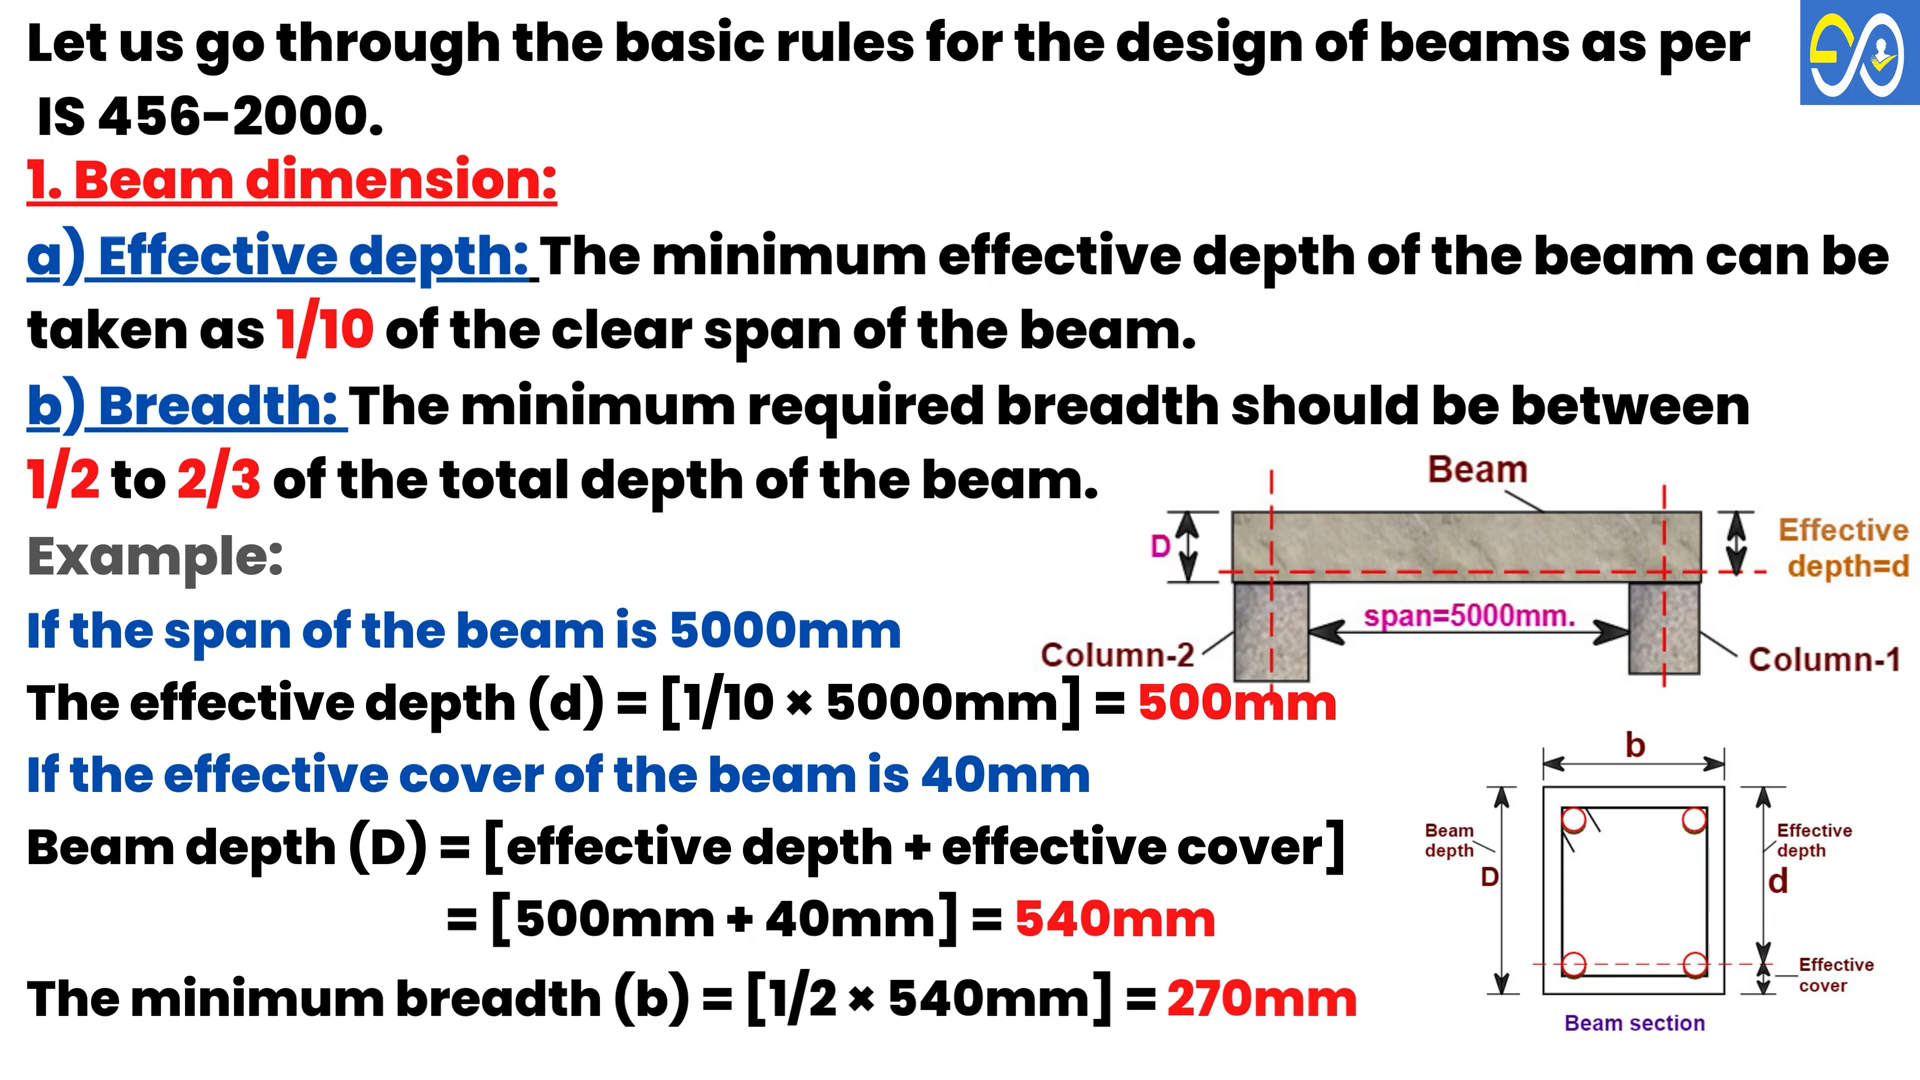 Let us go through the basic rules for the design of beams as per
IS 456-2000.
1. Beam dimension:
a) Effective depth: The minimum effective depth of the beam can be
taken as 1/10 of the clear span of the beam.
b) Breadth: The minimum required breadth should be between
1/2 to 2/3 of the total depth of the beam.
Example:
If the span of the beam is 5000mm
The effective depth (d) = [1/10 × 5000mm] = 500mm
If the effective cover of the beam is 40mm
Beam depth (D) = [effective depth + effective cover]
= [500mm + 40mm] = 540mm
The minimum breadth (b) = [1/2 × 540mm] = 270mm
Beam
D
Effective
depth=d
span=5000mm.
Column-2
Column-1
b
Beam
depth
D
Effective
depth
d
Effective
cover
Beam section